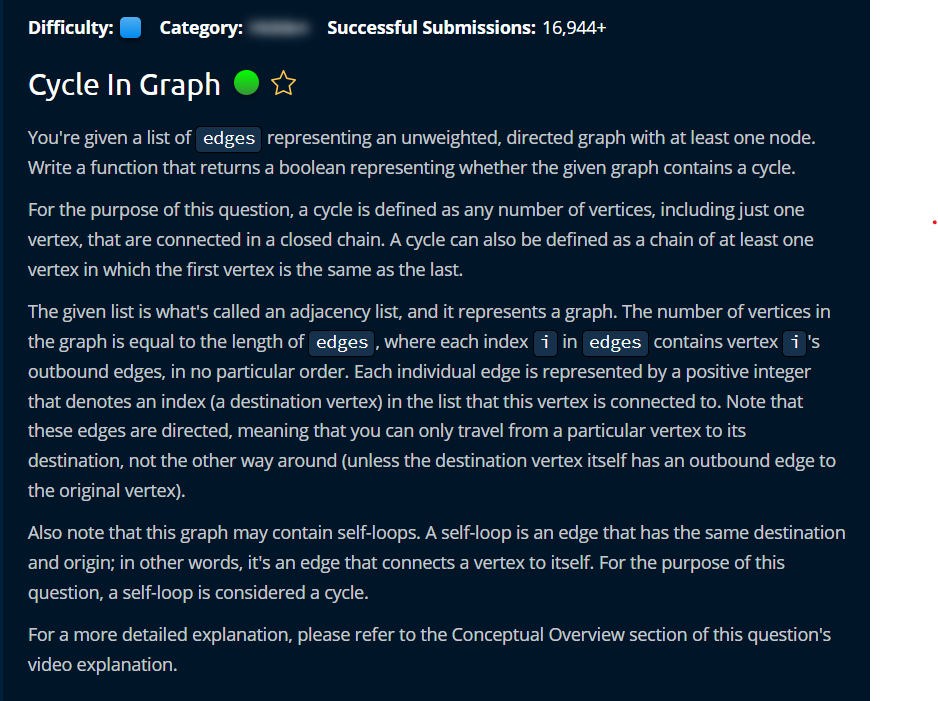 Difficulty: Category: Successful Submissions: 16,944+
Cycle In Graph
You're given a list of edges representing an unweighted, directed graph with at least one node.
Write a function that returns a boolean representing whether the given graph contains a cycle.
For the purpose of this question, a cycle is defined as any number of vertices, including just one
vertex, that are connected in a closed chain. A cycle can also be defined as a chain of at least one
vertex in which the first vertex is the same as the last.
The given list is what's called an adjacency list, and it represents a graph. The number of vertices in
the graph is equal to the length of edges, where each index i in edges contains vertex i's
outbound edges, in no particular order. Each individual edge is represented by a positive integer
that denotes an index (a destination vertex) in the list that this vertex is connected to. Note that
these edges are directed, meaning that you can only travel from a particular vertex to its
destination, not the other way around (unless the destination vertex itself has an outbound edge to
the original vertex).
Also note that this graph may contain self-loops. A self-loop is an edge that has the same destination
and origin; in other words, it's an edge that connects a vertex to itself. For the purpose of this
question, a self-loop is considered a cycle.
For a more detailed explanation, please refer to the Conceptual Overview section of this question's
video explanation.